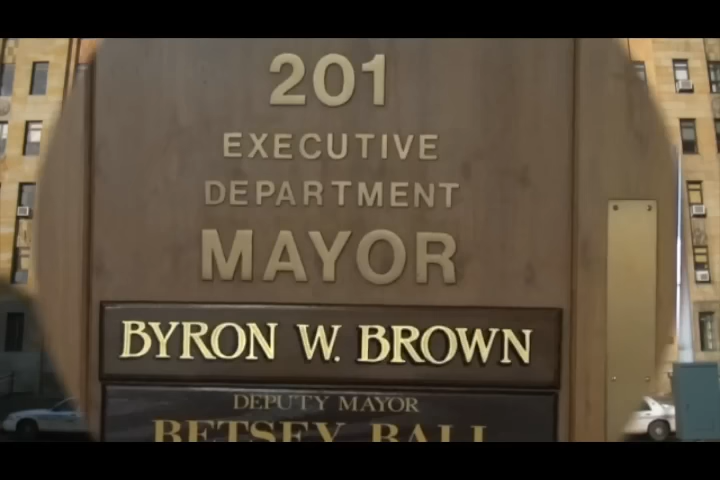 201
EXECUTIVE
DEPARTMENT
MAYOR
BYRON W. BROWN
DEPUTY MAYOR
BETSEY BALL